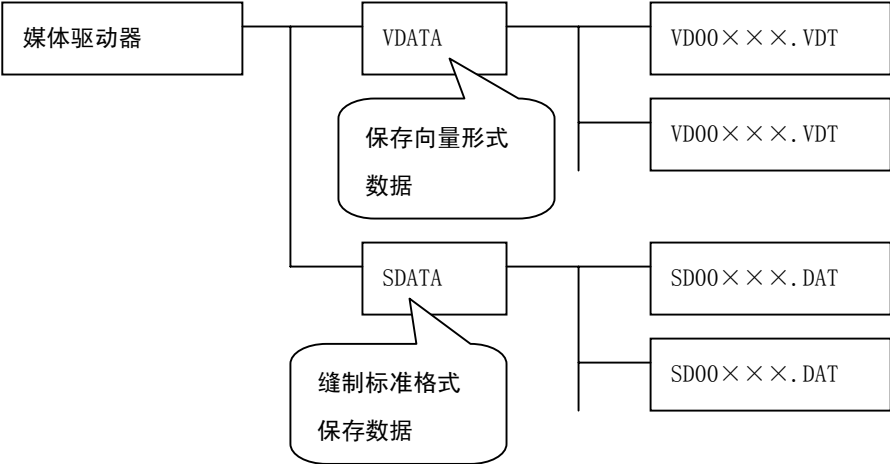 媒体驱动器
VDATA
VD00×××.VDT
VD00×××.VDT
保存向量形式
数据
SDATA
SD00×××.DAT
SD00×××.DAT
缝制标准格式
保存数据